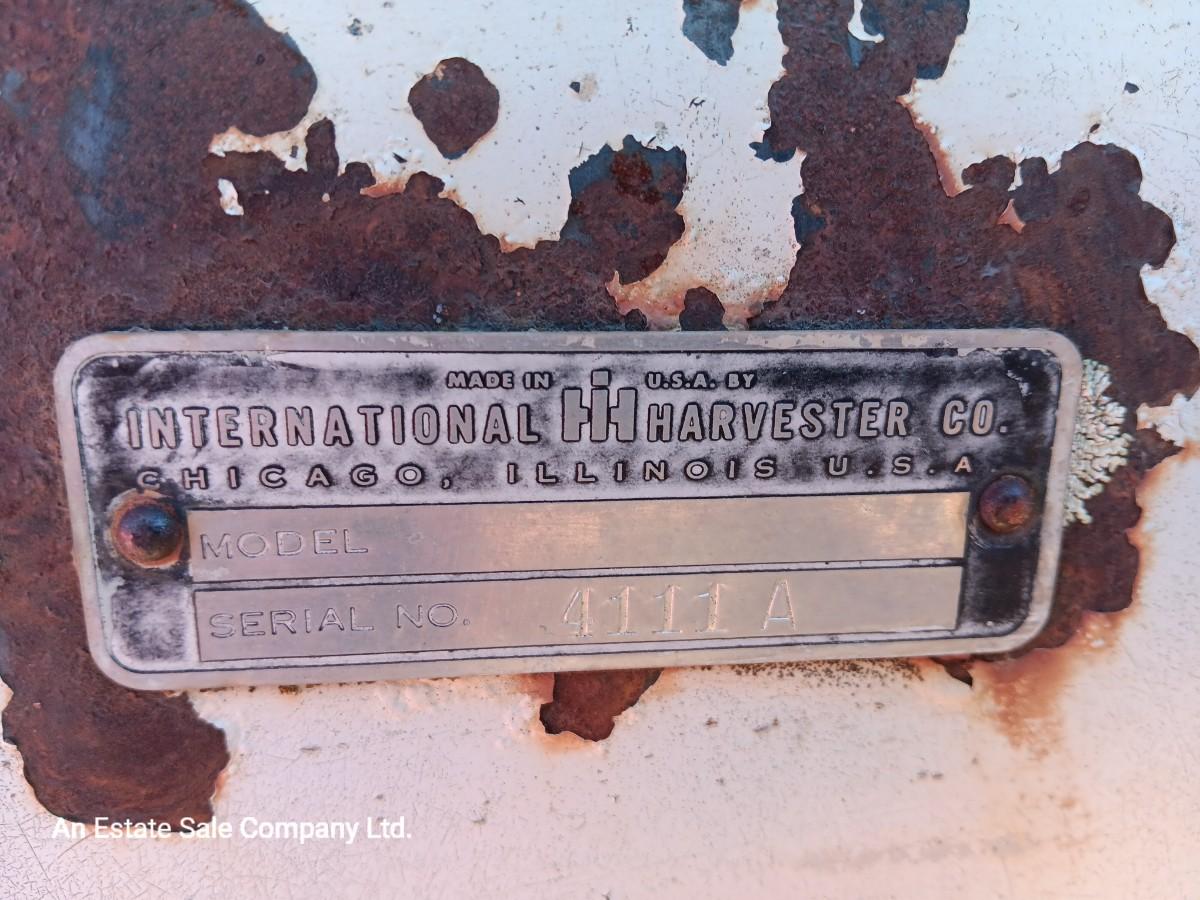 MADE IN U.S.A. BY
INTERNATIONAL IH HARVESTER CO.
CHICAGO, ILLINOIS U.S.A
MODEL
SERIAL NO. 4111 A
An Estate Sale Company Ltd.